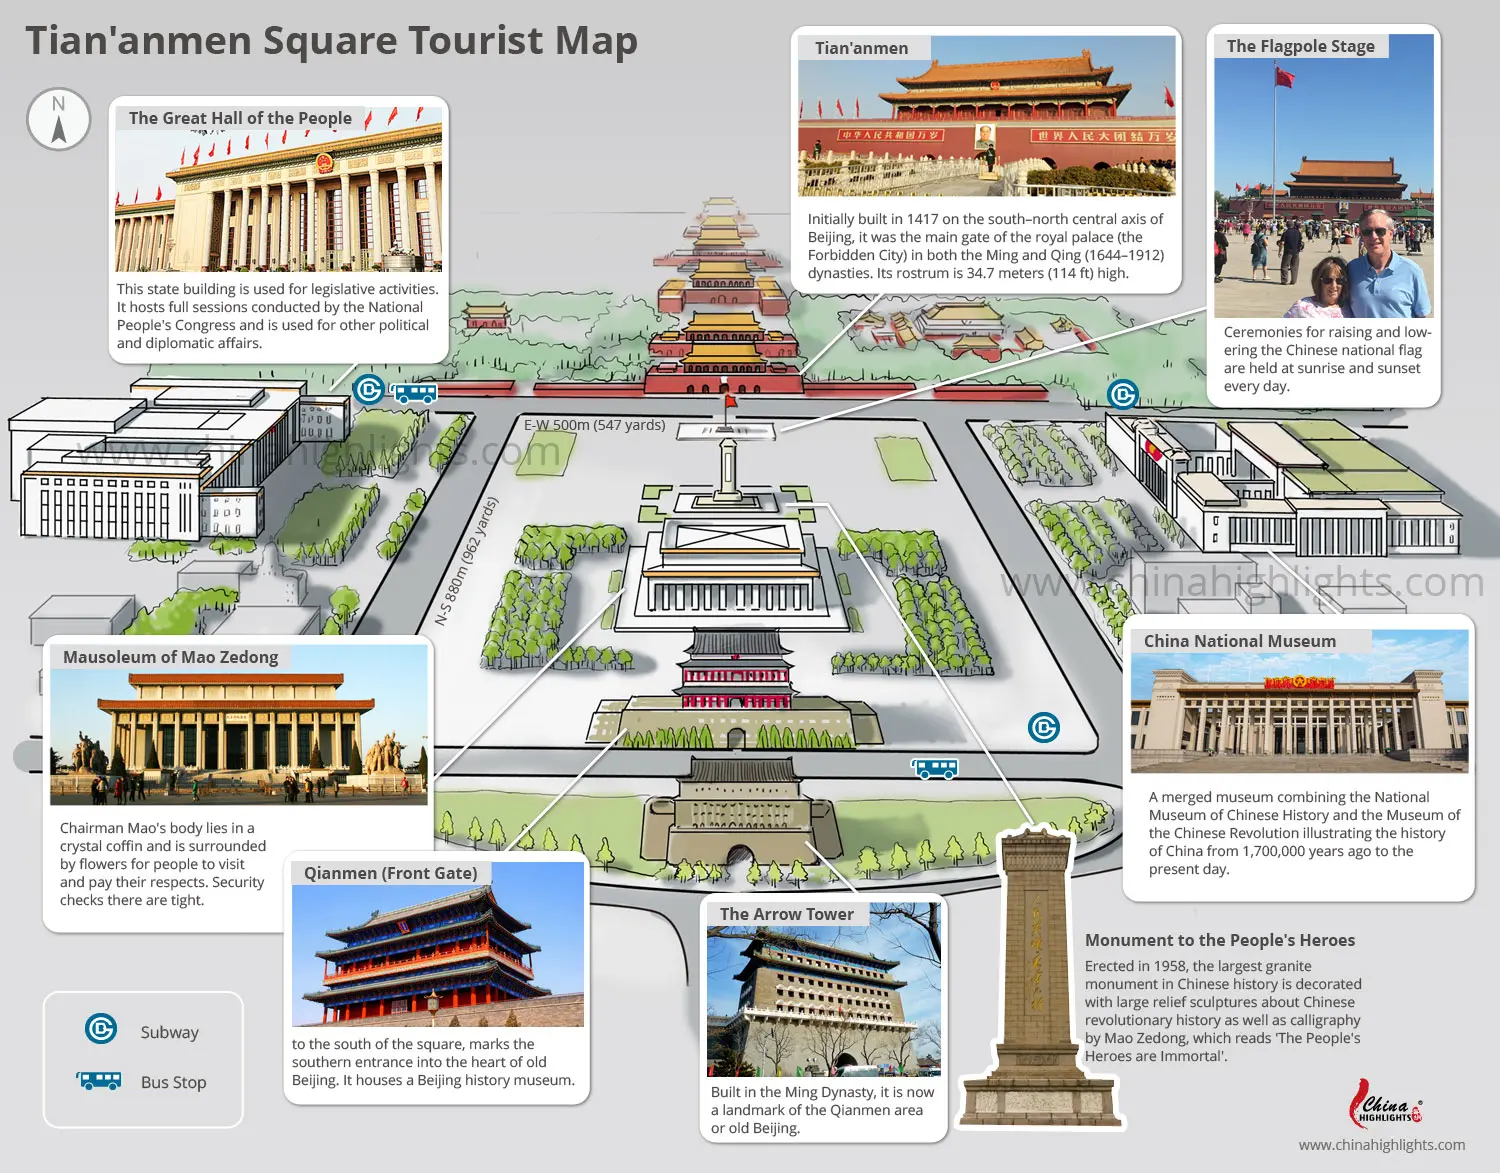 Tian'anmen Square Tourist Map
N
The Great Hall of the People
This state building is used for legislative activities.
It hosts full sessions conducted by the National
People's Congress and is used for other political
and diplomatic affairs.
Tian'anmen
中华人民共和国万岁
世界人民大团结万岁
Initially built in 1417 on the south–north central axis of
Beijing, it was the main gate of the royal palace (the
Forbidden City) in both the Ming and Qing (1644–1912)
dynasties. Its rostrum is 34.7 meters (114 ft) high.
The Flagpole Stage
Ceremonies for raising and low-
ering the Chinese national flag
are held at sunrise and sunset
every day.
E-W 500m (547 yards)
N-S 880m (962 yards)
www.chinahighlights.com
www.chinahighlights.com
Mausoleum of Mao Zedong
Chairman Mao's body lies in a
crystal coffin and is surrounded
by flowers for people to visit
and pay their respects. Security
checks there are tight.
China National Museum
A merged museum combining the National
Museum of Chinese History and the Museum of
the Chinese Revolution illustrating the history
of China from 1,700,000 years ago to the
present day.
Qianmen (Front Gate)
to the south of the square, marks the
southern entrance into the heart of old
Beijing. It houses a Beijing history museum.
The Arrow Tower
Built in the Ming Dynasty, it is now
a landmark of the Qianmen area
or old Beijing.
Monument to the People's Heroes
Erected in 1958, the largest granite
monument in Chinese history is decorated
with large relief sculptures about Chinese
revolutionary history as well as calligraphy
by Mao Zedong, which reads 'The People's
Heroes are Immortal'.
Subway
Bus Stop
China
HIGHLIGHTS
®
www.chinahighlights.com